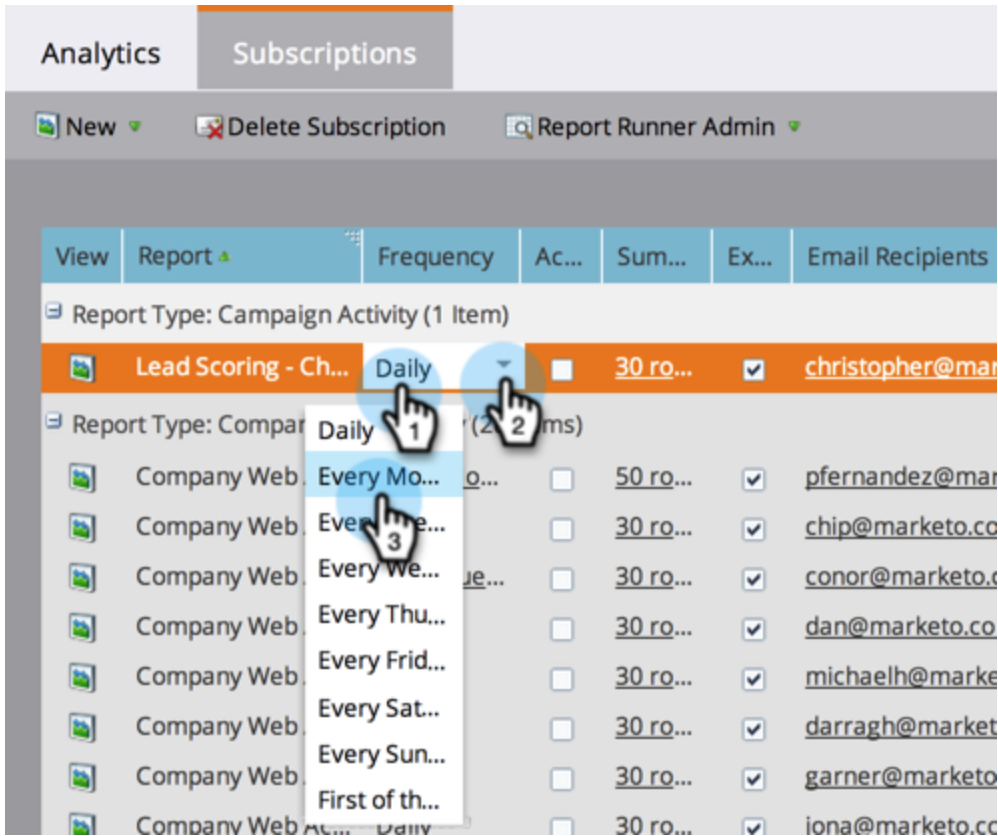 Analytics Subscriptions
New Delete Subscription Report Runner Admin
View Report Frequency Ac... Sum... Ex... Email Recipients
Report Type: Campaign Activity (1 Item)
Lead Scoring - Ch... Daily 30 ro... christopher@mar
1 2
Report Type: Compan (2 ms)
Daily
Company Web Every Mo... o... 50 ro... pfernandez@mar
3
Company Web Eve e... 30 ro... chip@marketo.co
Company Web Every We... ue... 30 ro... conor@marketo.c
Company Web Every Thu... 30 ro... dan@marketo.co
Company Web Every Frid... 30 ro... michaelh@marke
Company Web Every Sat... 30 ro... darragh@market
Company Web Every Sun... 30 ro... garner@marketo
First of th...
Company Web Ac... Daily 30 ro... jona@marketo.co